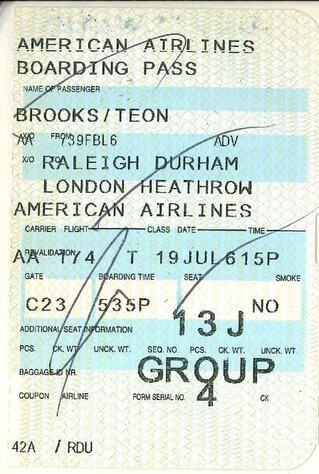 AMERICAN AIRLINES
BOARDING PASS
NAME OF PASSENGER
BROOKS/TEON
X/O FROM
AA 739FBL6 ADV
X/O RALEIGH DURHAM
LONDON HEATHROW
AMERICAN AIRLINES
CARRIER FLIGHT CLASS DATE TIME
REVALIDATION
AA 174 T 19JUL615P
GATE BOARDING TIME SEAT SMOKE
C23 535P 13J NO
ADDITIONAL SEAT INFORMATION
PCS. CK. WT. UNCK. WT. SEQ. NO. PCS. CK. WT. UNCK. WT.
GROUP
BAGGAGE ID NR.
4
COUPON AIRLINE FORM SERIAL NO. CK
42A / RDU